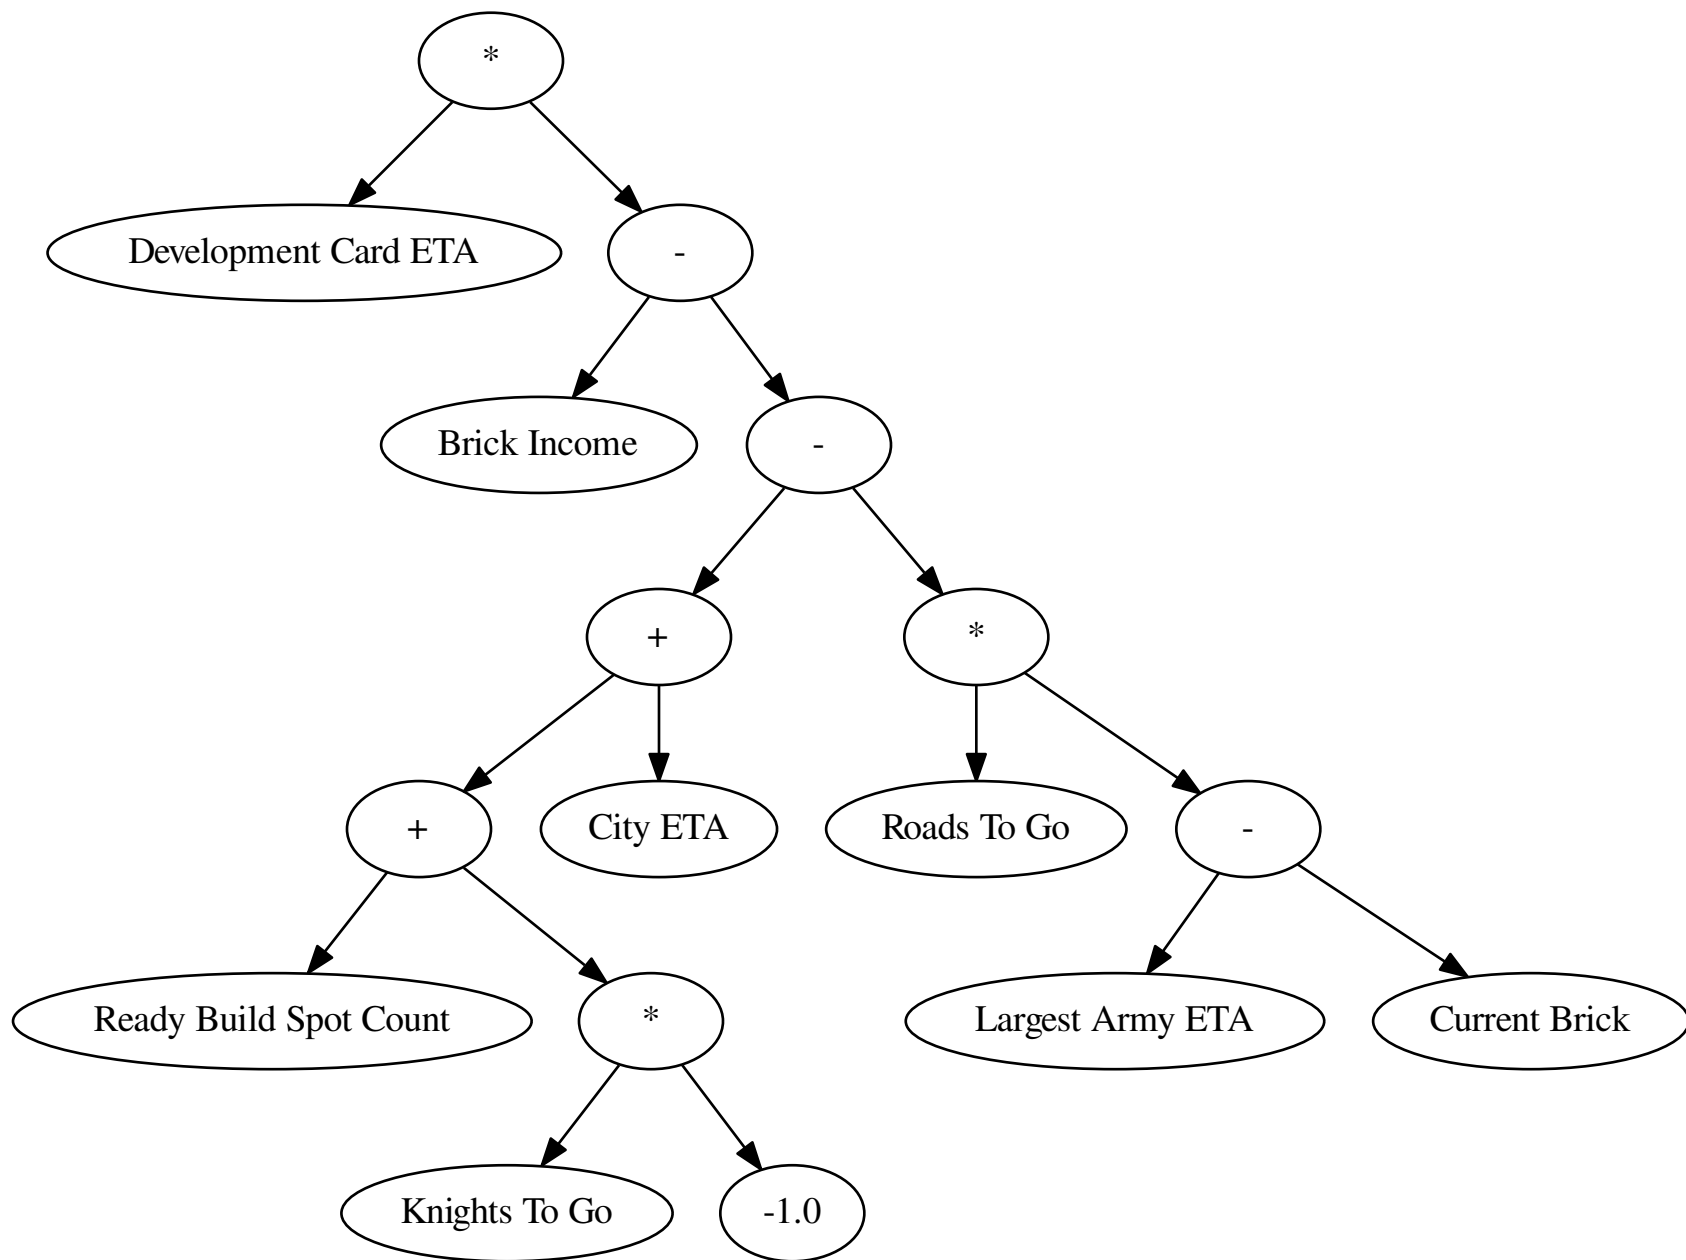 *
Development Card ETA
-
Brick Income
-
+
*
+
City ETA
Roads To Go
-
Ready Build Spot Count
*
Largest Army ETA
Current Brick
Knights To Go
-1.0